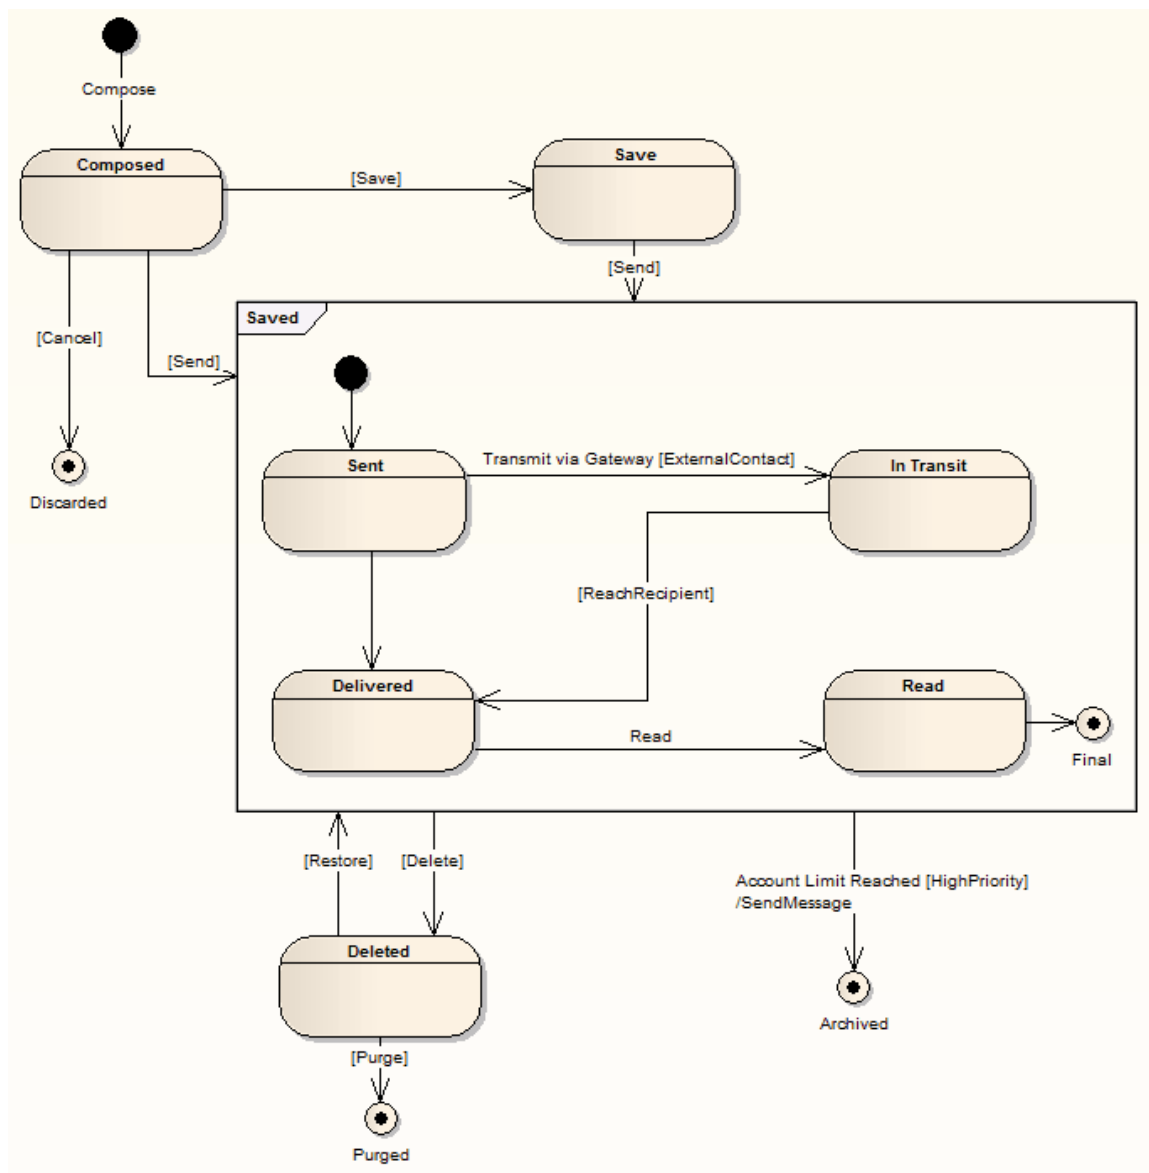 Compose
Composed
Save
[Save]
[Send]
Saved
[Cancel]
[Send]
Sent
Transmit via Gateway [ExternalContact]
In Transit
Discarded
[ReachRecipient]
Delivered
Read
Read
Final
[Restore]
[Delete]
Account Limit Reached [HighPriority]
/SendMessage
Deleted
Archived
[Purge]
Purged